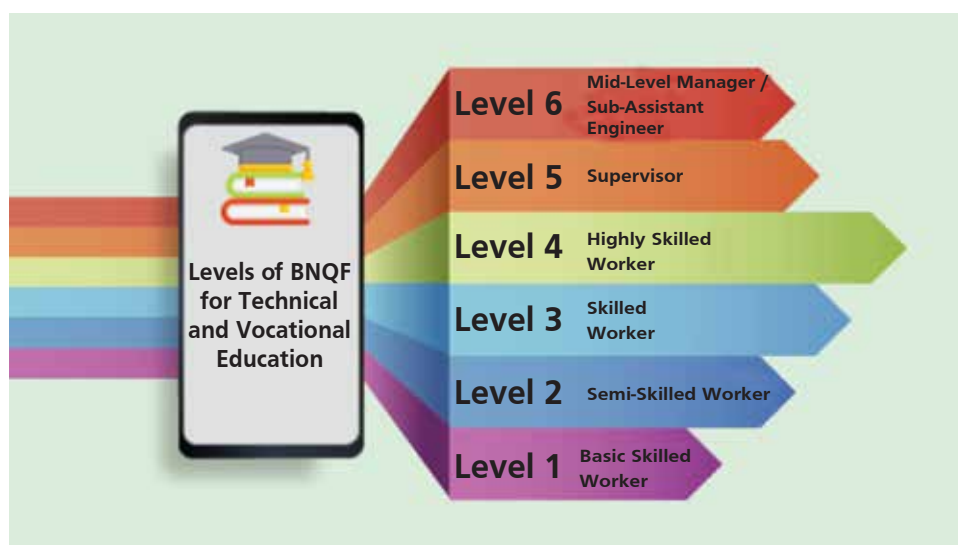 Levels of BNQF
for Technical
and Vocational
Education
Level 6
Mid-Level Manager /
Sub-Assistant
Engineer
Level 5
Supervisor
Level 4
Highly Skilled
Worker
Level 3
Skilled
Worker
Level 2
Semi-Skilled Worker
Level 1
Basic Skilled
Worker